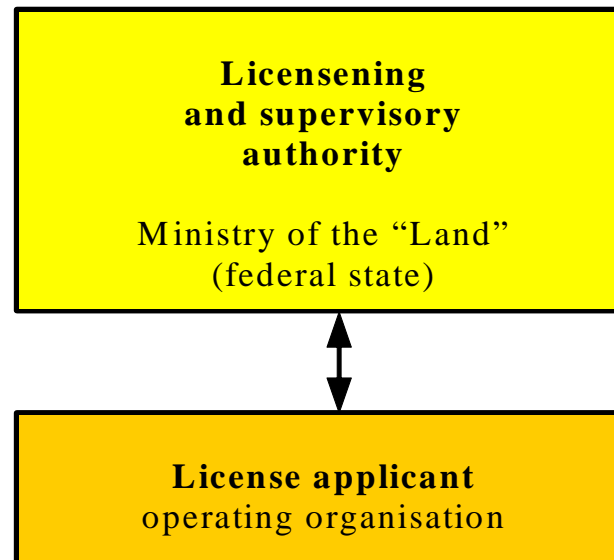 Licensening
and supervisory
authority
Ministry of the “Land”
(federal state)
License applicant
operating organisation